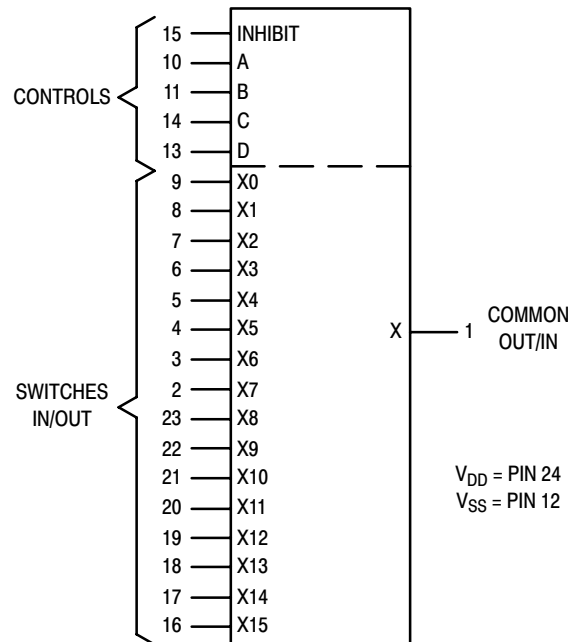 CONTROLS
15 INHIBIT
10 A
11 B
14 C
13 D
SWITCHES
IN/OUT
9 X0
8 X1
7 X2
6 X3
5 X4
4 X5
3 X6
2 X7
23 X8
22 X9
21 X10
20 X11
19 X12
18 X13
17 X14
16 X15
X 1 COMMON
OUT/IN
VDD = PIN 24
VSS = PIN 12